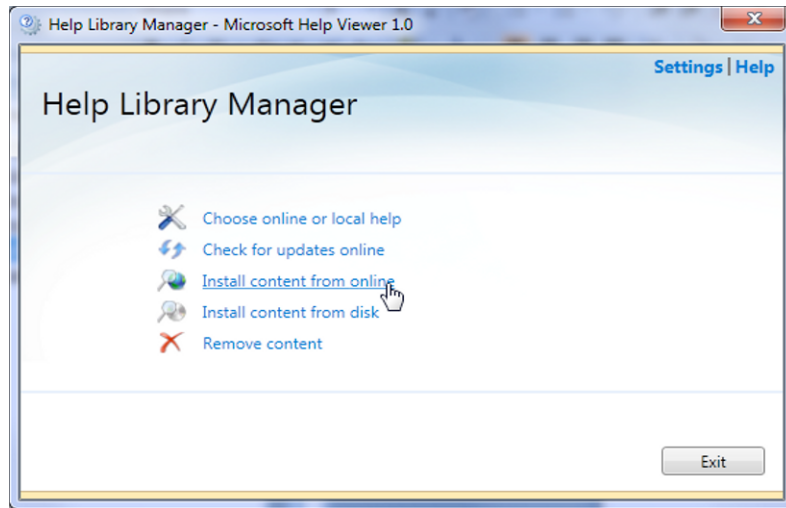 Help Library Manager - Microsoft Help Viewer 1.0
Settings | Help
Help Library Manager
Choose online or local help
Check for updates online
Install content from online
Install content from disk
Remove content
Exit